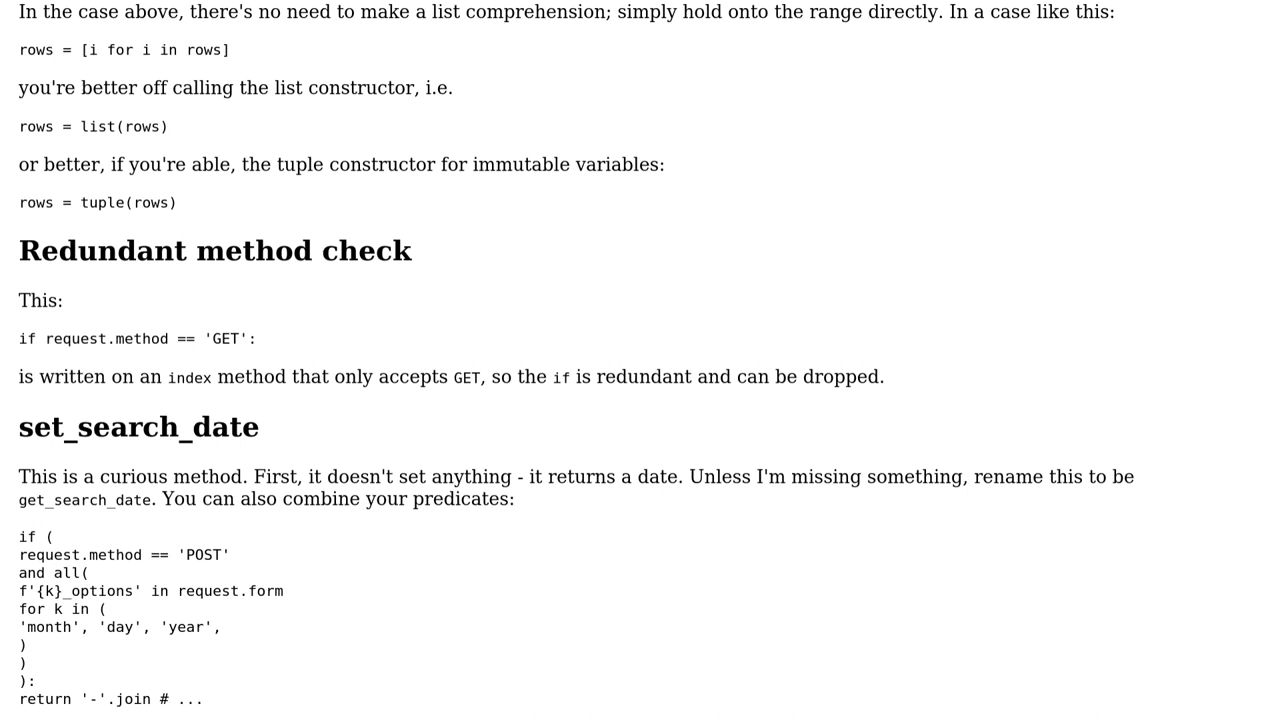 In the case above, there's no need to make a list comprehension; simply hold onto the range directly. In a case like this:
rows = [i for i in rows]
you're better off calling the list constructor, i.e.
rows = list(rows)
or better, if you're able, the tuple constructor for immutable variables:
rows = tuple(rows)
Redundant method check
This:
if request.method == 'GET':
is written on an index method that only accepts GET, so the if is redundant and can be dropped.
set_search_date
This is a curious method. First, it doesn't set anything - it returns a date. Unless I'm missing something, rename this to be
get_search_date. You can also combine your predicates:
if (
request.method == 'POST'
and all(
f'{k}_options' in request.form
for k in (
'month', 'day', 'year',
)
)
):
return '-'.join # ...